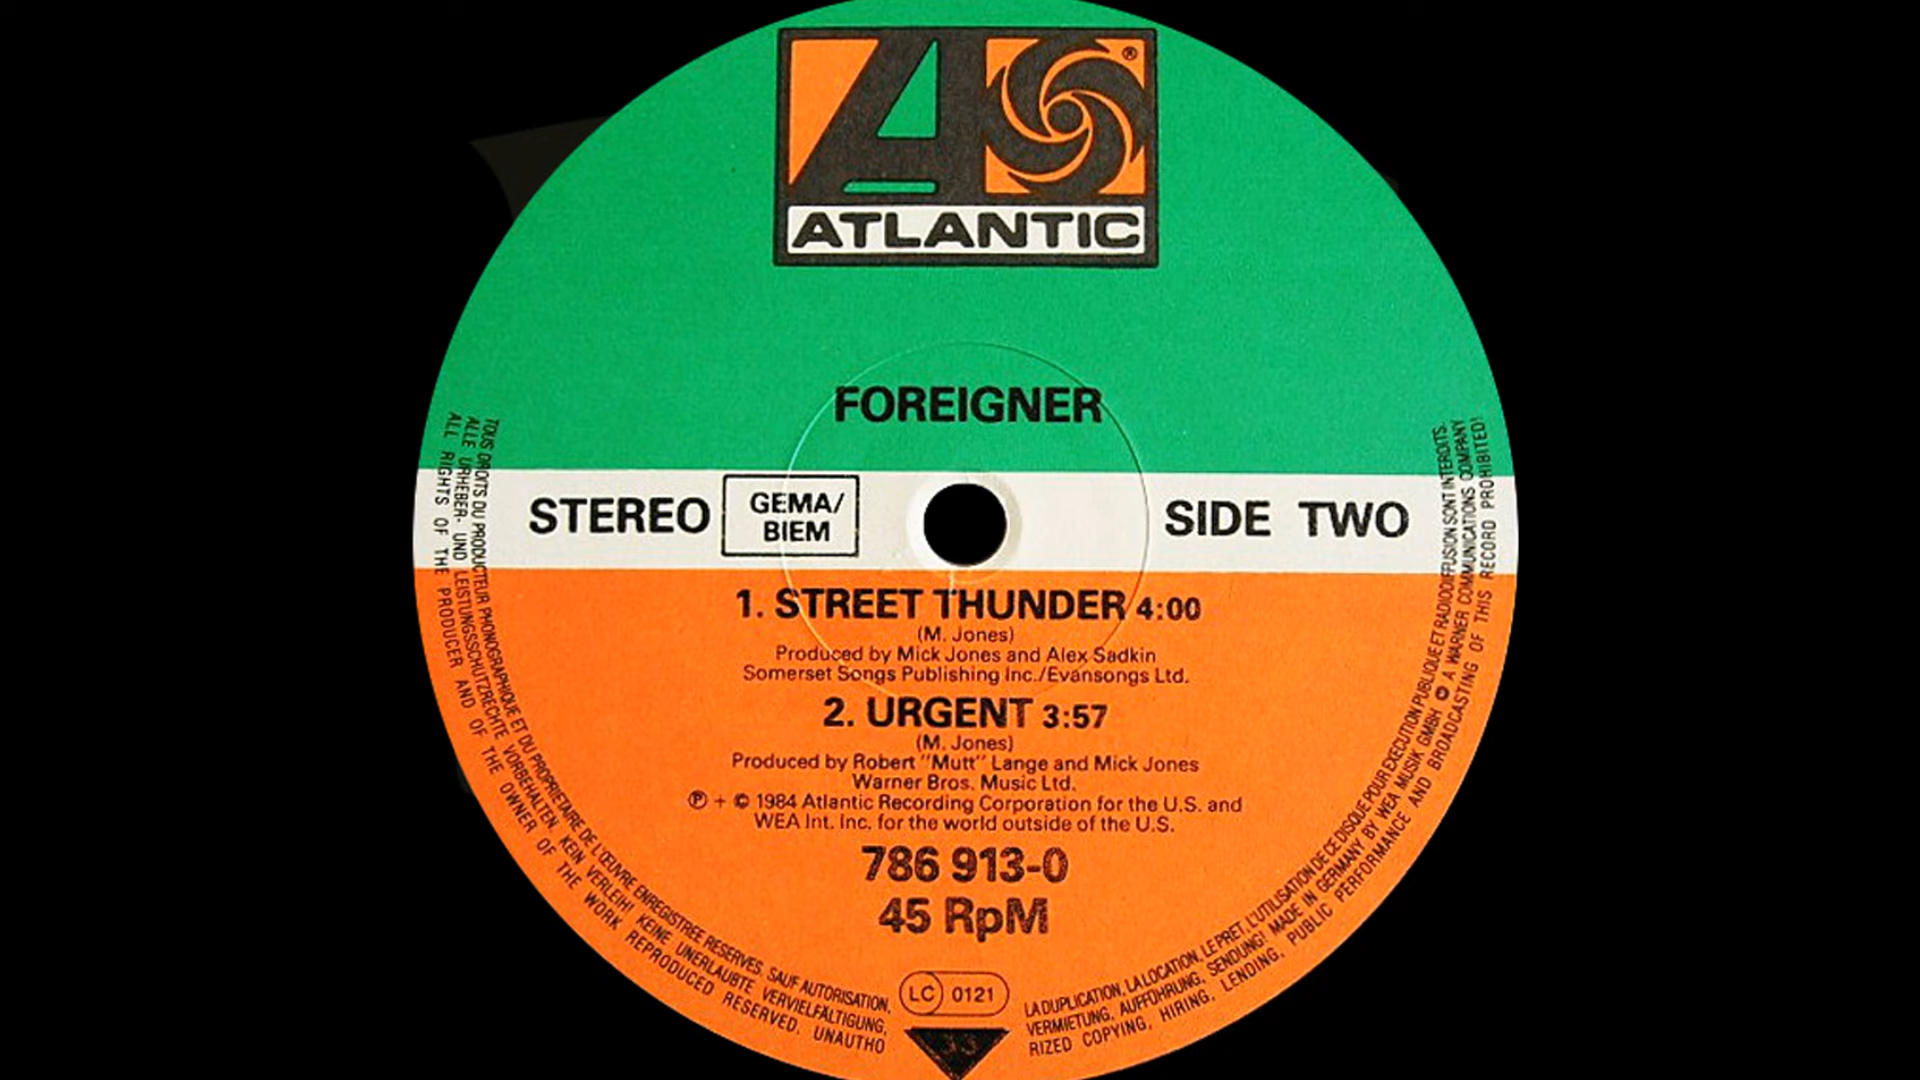 AS®
ATLANTIC
FOREIGNER
STEREO
GEMA/
BIEM
SIDE TWO
1. STREET THUNDER 4:00
(M. Jones)
Produced by Mick Jones and Alex Sadkin
Somerset Songs Publishing Inc./Evansongs Ltd.
2. URGENT 3:57
(M. Jones)
Produced by Robert "Mutt" Lange and Mick Jones
Warner Bros. Music Ltd.
℗ + © 1984 Atlantic Recording Corporation for the U.S. and
WEA Int. Inc. for the world outside of the U.S.
786 913-0
45 RpM
LC 0121
33
TOUS DROITS DU PRODUCTEUR PHONOGRAPHIQUE ET DU PROPRIETAIRE DE L'ŒUVRE ENREGISTREE RESERVES. SAUF AUTORISATION, LA DUPLICATION, LA LOCATION, LE PRET, L'UTILISATION DE CE DISQUE POUR EXECUTION PUBLIQUE ET RADIODIFFUSION SONT INTERDITS.
ALLE URHEBER- UND LEISTUNGSSCHUTZRECHTE VORBEHALTEN. KEIN VERLEIH! KEINE UNERLAUBTE VERVIELFÄLTIGUNG, VERMIETUNG, AUFFÜHRUNG, SENDUNG! MADE IN GERMANY BY WEA MUSIK GMBH A WARNER COMMUNICATIONS COMPANY
ALL RIGHTS OF THE PRODUCER AND OF THE OWNER OF THE WORK REPRODUCED RESERVED. UNAUTHORIZED COPYING, HIRING, LENDING, PUBLIC PERFORMANCE AND BROADCASTING OF THIS RECORD PROHIBITED!